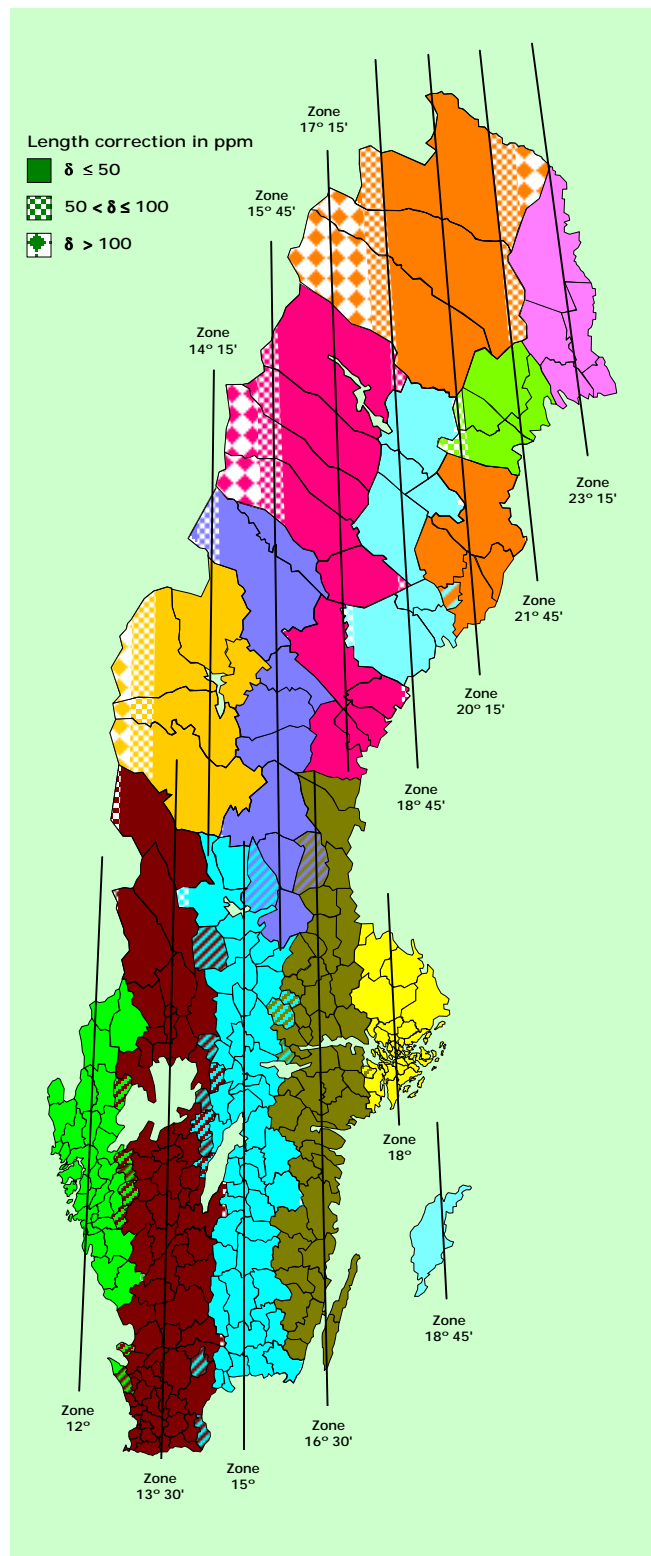 Zone
17° 15'
Length correction in ppm
δ ≤ 50
50 < δ ≤ 100
δ > 100
Zone
15° 45'
Zone
14° 15'
Zone
23° 15'
Zone
21° 45'
Zone
20° 15'
Zone
18° 45'
Zone
18°
Zone
18° 45'
Zone
12°
Zone
16° 30'
Zone
15°
Zone
13° 30'